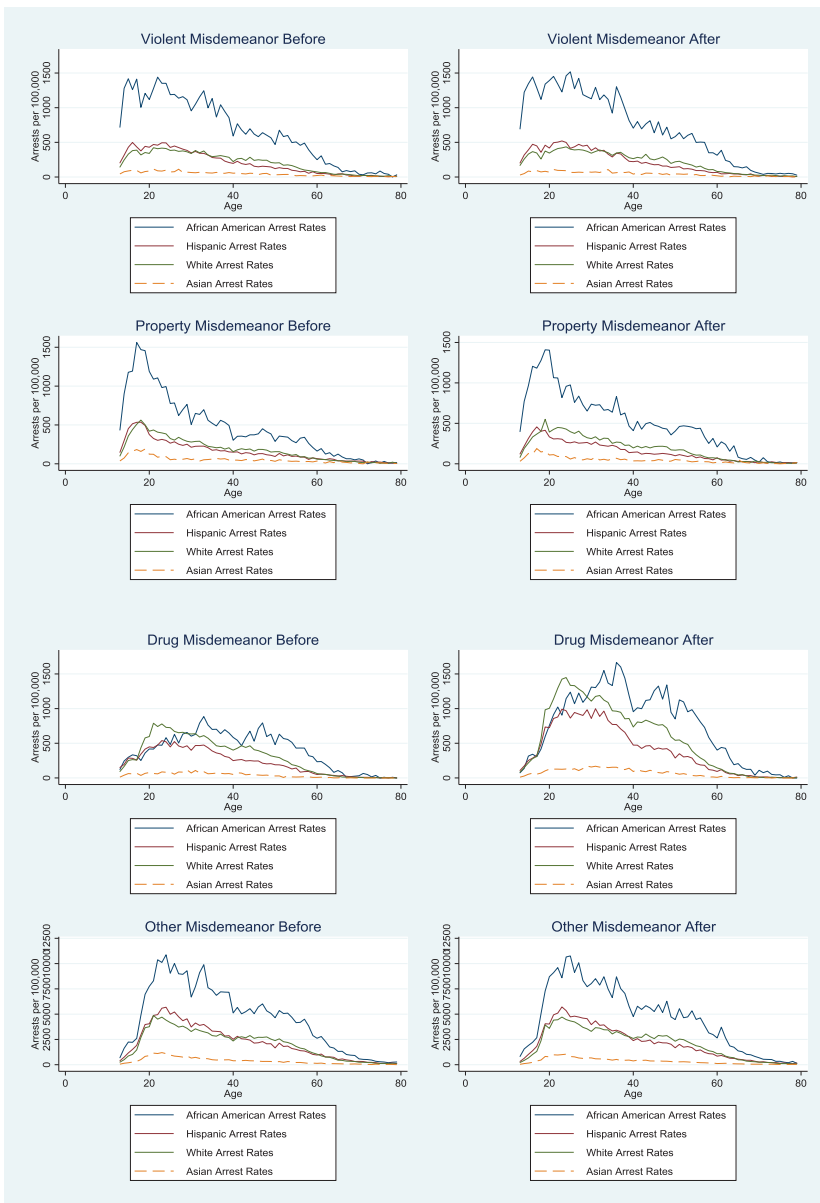 Violent Misdemeanor Before
Arrests per 100,000
1500
1000
500
0
0 20 40 60 80
Age
African American Arrest Rates
Hispanic Arrest Rates
White Arrest Rates
Asian Arrest Rates
Violent Misdemeanor After
Arrests per 100,000
1500
1000
500
0
0 20 40 60 80
Age
African American Arrest Rates
Hispanic Arrest Rates
White Arrest Rates
Asian Arrest Rates
Property Misdemeanor Before
Arrests per 100,000
1500
1000
500
0
0 20 40 60 80
Age
African American Arrest Rates
Hispanic Arrest Rates
White Arrest Rates
Asian Arrest Rates
Property Misdemeanor After
Arrests per 100,000
1500
1000
500
0
0 20 40 60 80
Age
African American Arrest Rates
Hispanic Arrest Rates
White Arrest Rates
Asian Arrest Rates
Drug Misdemeanor Before
Arrests per 100,000
1500
1000
500
0
0 20 40 60 80
Age
African American Arrest Rates
Hispanic Arrest Rates
White Arrest Rates
Asian Arrest Rates
Drug Misdemeanor After
Arrests per 100,000
1500
1000
500
0
0 20 40 60 80
Age
African American Arrest Rates
Hispanic Arrest Rates
White Arrest Rates
Asian Arrest Rates
Other Misdemeanor Before
Arrests per 100,000
12500
10000
7500
5000
2500
0
0 20 40 60 80
Age
African American Arrest Rates
Hispanic Arrest Rates
White Arrest Rates
Asian Arrest Rates
Other Misdemeanor After
Arrests per 100,000
12500
10000
7500
5000
2500
0
0 20 40 60 80
Age
African American Arrest Rates
Hispanic Arrest Rates
White Arrest Rates
Asian Arrest Rates